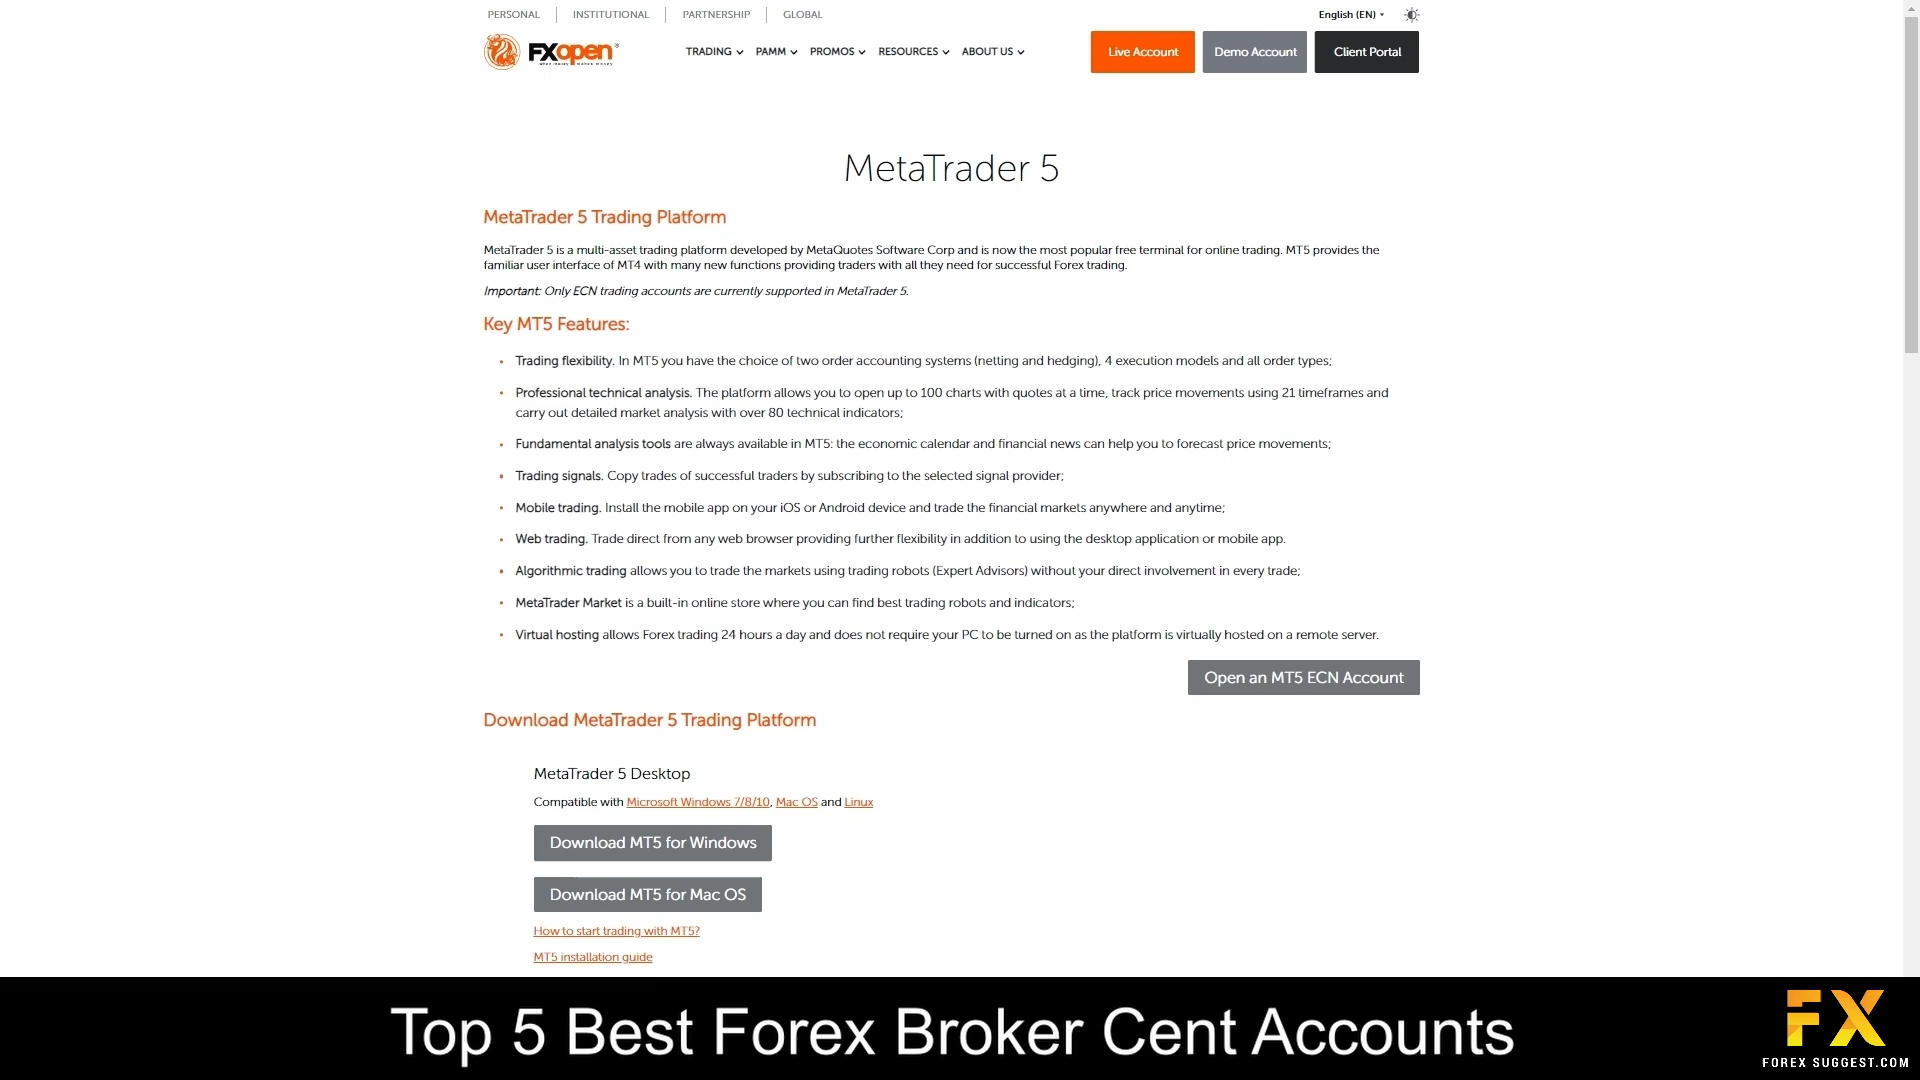 PERSONAL
INSTITUTIONAL
PARTNERSHIP
GLOBAL
English (EN)
FXopen®
TRADING
PAMM
PROMOS
RESOURCES
ABOUT US
Live Account
Demo Account
Client Portal
MetaTrader 5
MetaTrader 5 Trading Platform
MetaTrader 5 is a multi-asset trading platform developed by MetaQuotes Software Corp and is now the most popular free terminal for online trading. MT5 provides the
familiar user interface of MT4 with many new functions providing traders with all they need for successful Forex trading.
Important: Only ECN trading accounts are currently supported in MetaTrader 5.
Key MT5 Features:
• Trading flexibility. In MT5 you have the choice of two order accounting systems (netting and hedging), 4 execution models and all order types;
• Professional technical analysis. The platform allows you to open up to 100 charts with quotes at a time, track price movements using 21 timeframes and
carry out detailed market analysis with over 80 technical indicators;
• Fundamental analysis tools are always available in MT5: the economic calendar and financial news can help you to forecast price movements;
• Trading signals. Copy trades of successful traders by subscribing to the selected signal provider;
• Mobile trading. Install the mobile app on your iOS or Android device and trade the financial markets anywhere and anytime;
• Web trading. Trade direct from any web browser providing further flexibility in addition to using the desktop application or mobile app.
• Algorithmic trading allows you to trade the markets using trading robots (Expert Advisors) without your direct involvement in every trade;
• MetaTrader Market is a built-in online store where you can find best trading robots and indicators;
• Virtual hosting allows Forex trading 24 hours a day and does not require your PC to be turned on as the platform is virtually hosted on a remote server.
Open an MT5 ECN Account
Download MetaTrader 5 Trading Platform
MetaTrader 5 Desktop
Compatible with Microsoft Windows 7/8/10, Mac OS and Linux
Download MT5 for Windows
Download MT5 for Mac OS
How to start trading with MT5?
MT5 installation guide
Top 5 Best Forex Broker Cent Accounts
FX
FOREX SUGGEST.COM